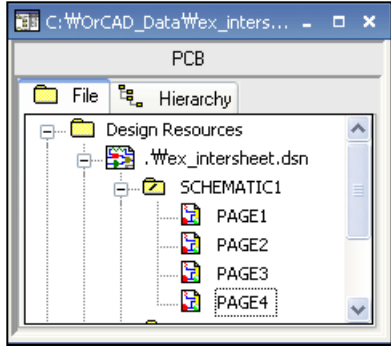 C:₩OrCAD_Data₩ex_inters...
PCB
File
Hierarchy
Design Resources
.₩ex_intersheet.dsn
SCHEMATIC1
PAGE1
PAGE2
PAGE3
PAGE4